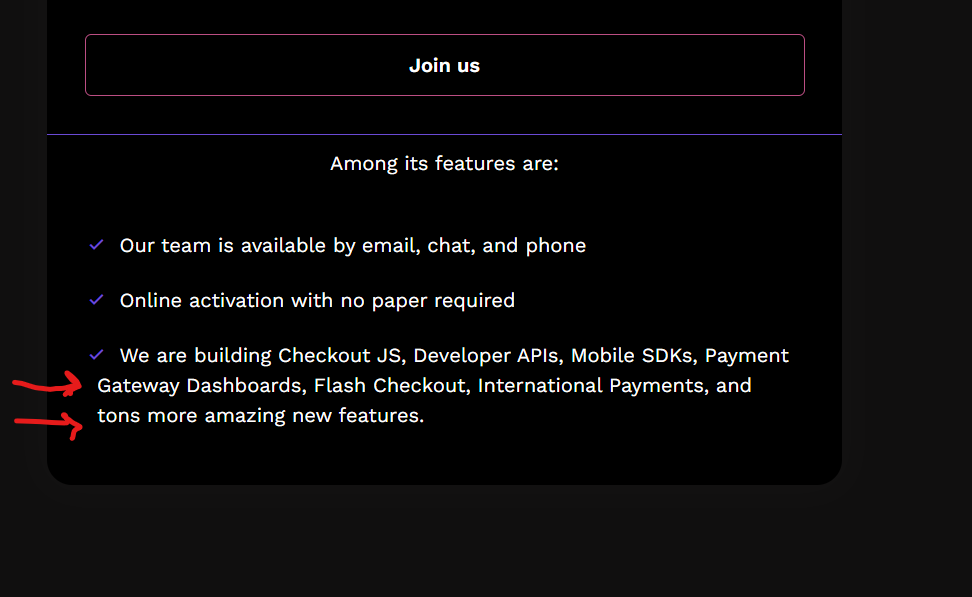 Join us
Among its features are:
Our team is available by email, chat, and phone
Online activation with no paper required
We are building Checkout JS, Developer APIs, Mobile SDKs, Payment
Gateway Dashboards, Flash Checkout, International Payments, and
tons more amazing new features.